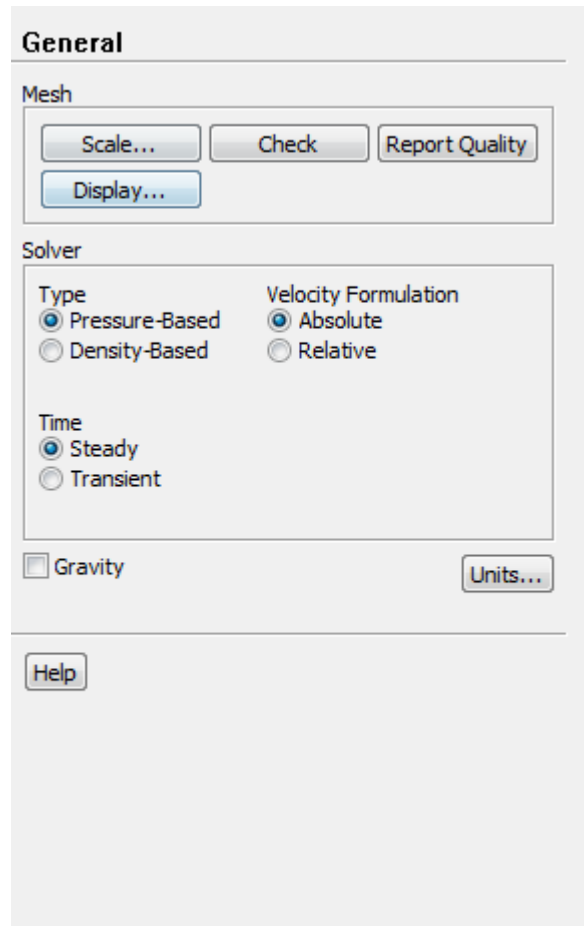 General
Mesh
Scale... Check Report Quality
Display...
Solver
Type Velocity Formulation
Pressure-Based Absolute
Density-Based Relative
Time
Steady
Transient
Gravity Units...
Help